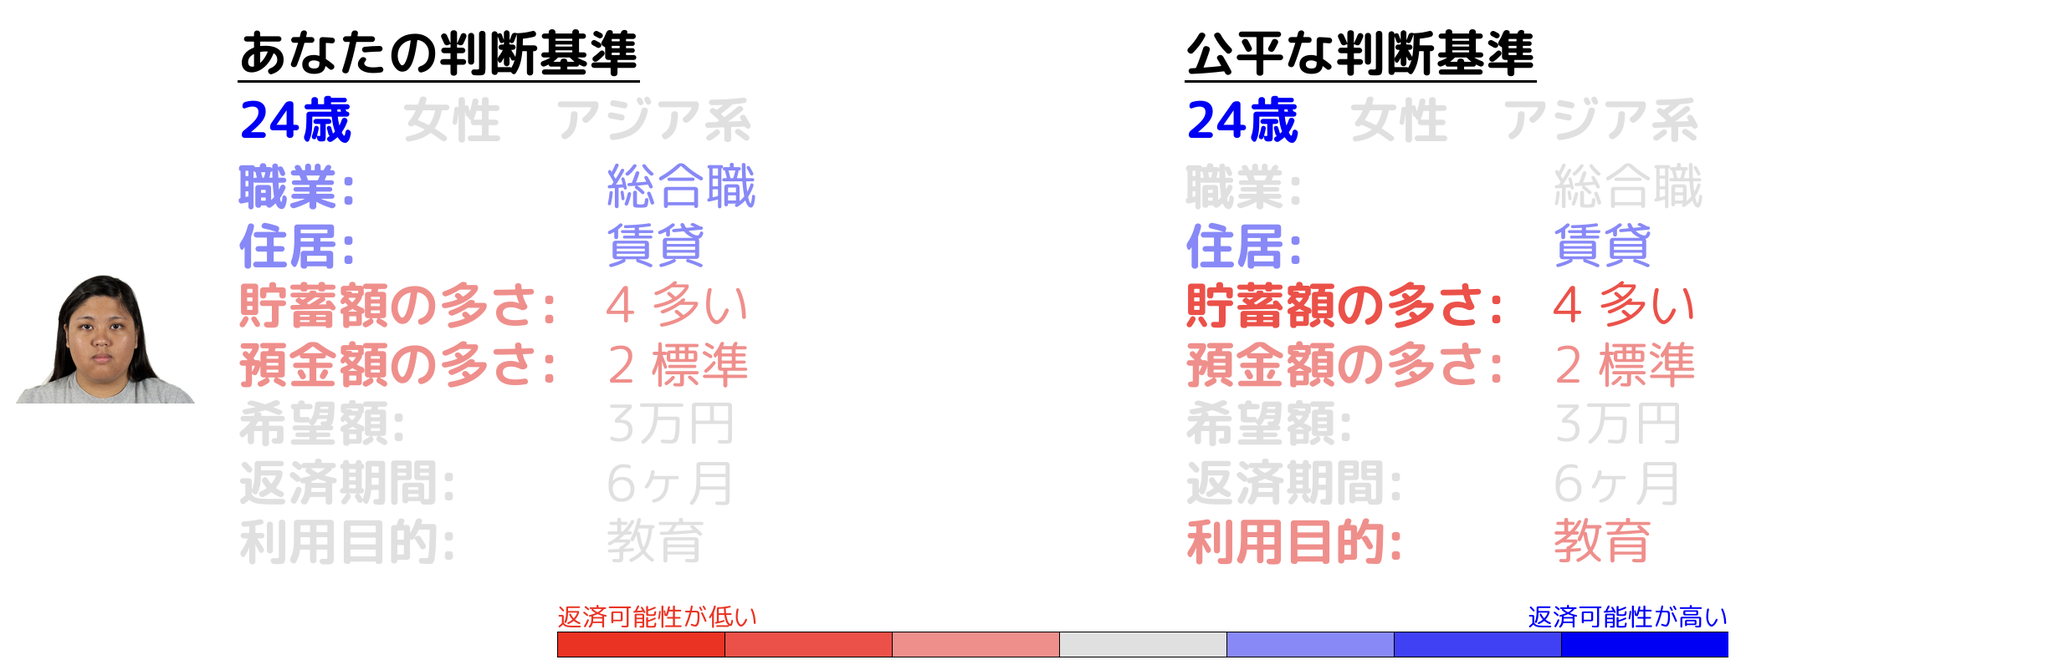 あなたの判断基準
24歳 女性 アジア系
職業: 総合職
住居: 賃貸
貯蓄額の多さ: 4 多い
預金額の多さ: 2 標準
希望額: 3万円
返済期間: 6ヶ月
利用目的: 教育
公平な判断基準
24歳 女性 アジア系
職業: 総合職
住居: 賃貸
貯蓄額の多さ: 4 多い
預金額の多さ: 2 標準
希望額: 3万円
返済期間: 6ヶ月
利用目的: 教育
返済可能性が低い
返済可能性が高い